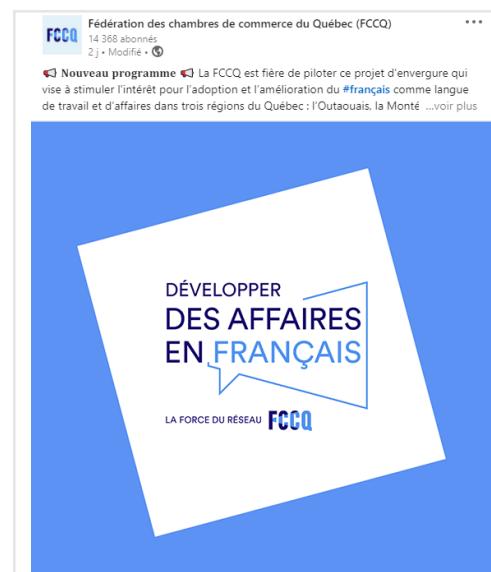 FCCQ
Fédération des chambres de commerce du Québec (FCCQ)
14 368 abonnés
2 j • Modifié •
Nouveau programme La FCCQ est fière de piloter ce projet d'envergure qui
vise à stimuler l'intérêt pour l'adoption et l'amélioration du #français comme langue
de travail et d'affaires dans trois régions du Québec : l'Outaouais, la Monté ...voir plus
DÉVELOPPER
DES AFFAIRES
EN FRANÇAIS
LA FORCE DU RÉSEAU FCCQ